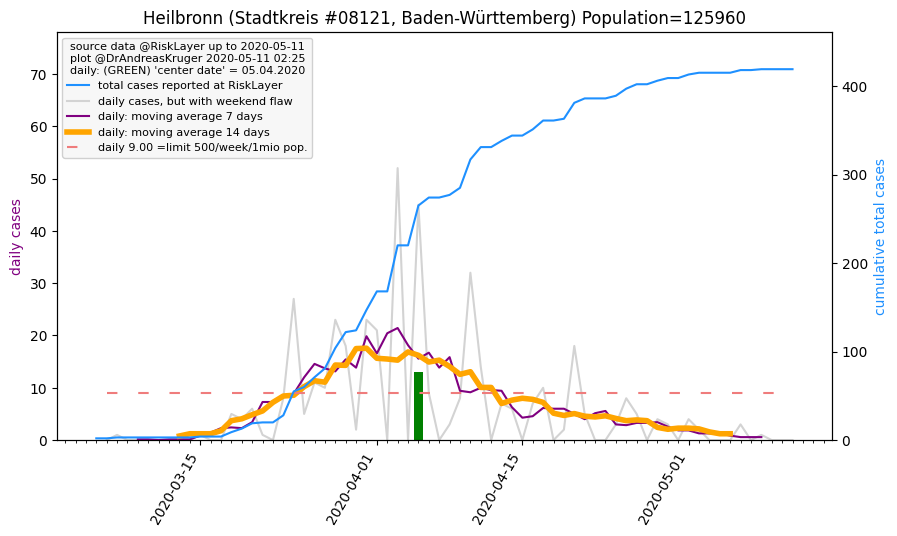 Heilbronn (Stadtkreis #08121, Baden-Württemberg) Population=125960
source data @RiskLayer up to 2020-05-11
plot @DrAndreasKruger 2020-05-11 02:25
daily: (GREEN) 'center date' = 05.04.2020
total cases reported at RiskLayer
daily cases, but with weekend flaw
daily: moving average 7 days
daily: moving average 14 days
daily 9.00 =limit 500/week/1mio pop.
daily cases
70
60
50
40
30
20
10
0
cumulative total cases
400
300
200
100
0
2020-03-15
2020-04-01
2020-04-15
2020-05-01